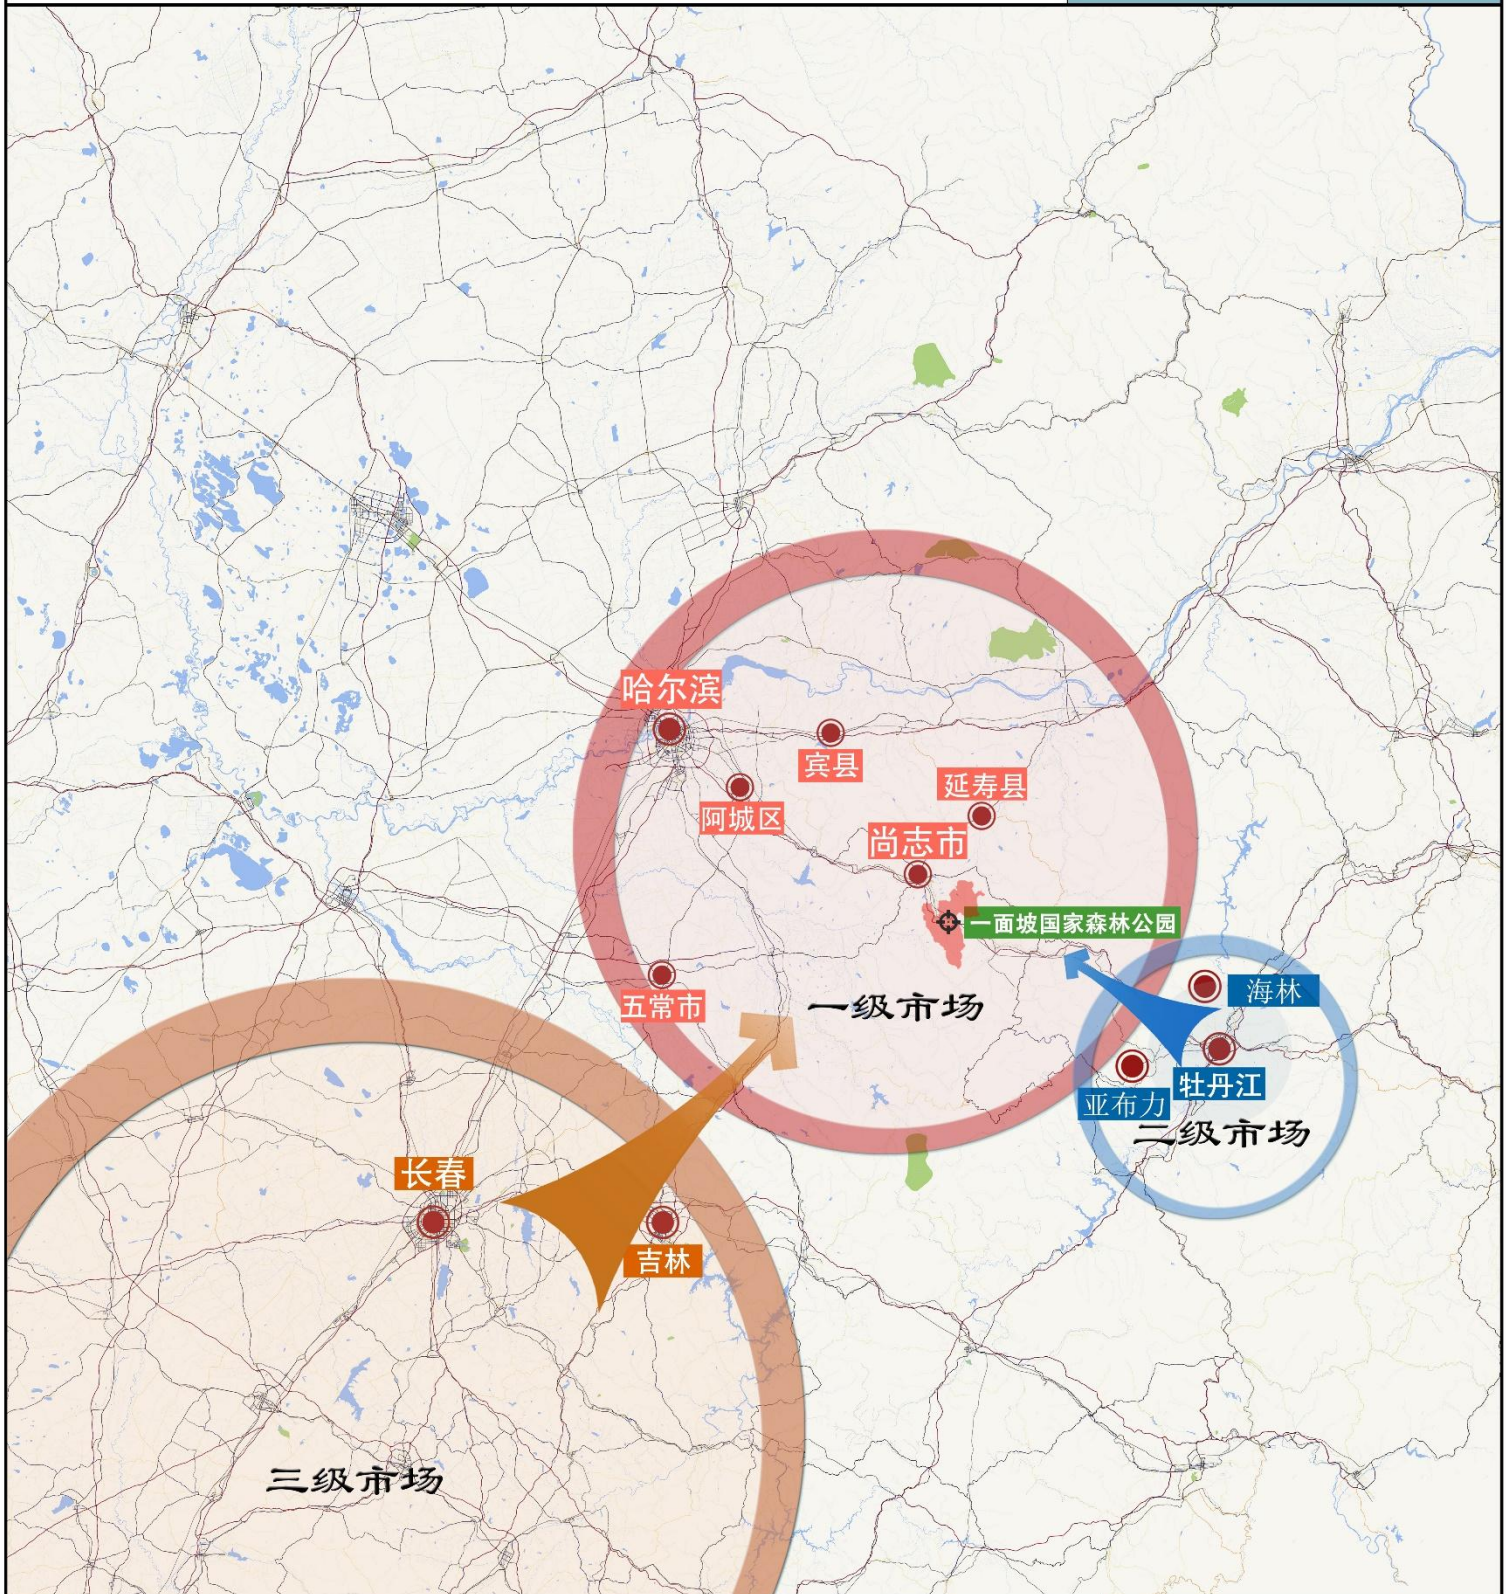 哈尔滨
宾县
延寿县
阿城区
尚志市
一面坡国家森林公园
五常市
一级市场
海林
牡丹江
亚布力
二级市场
长春
吉林
三级市场